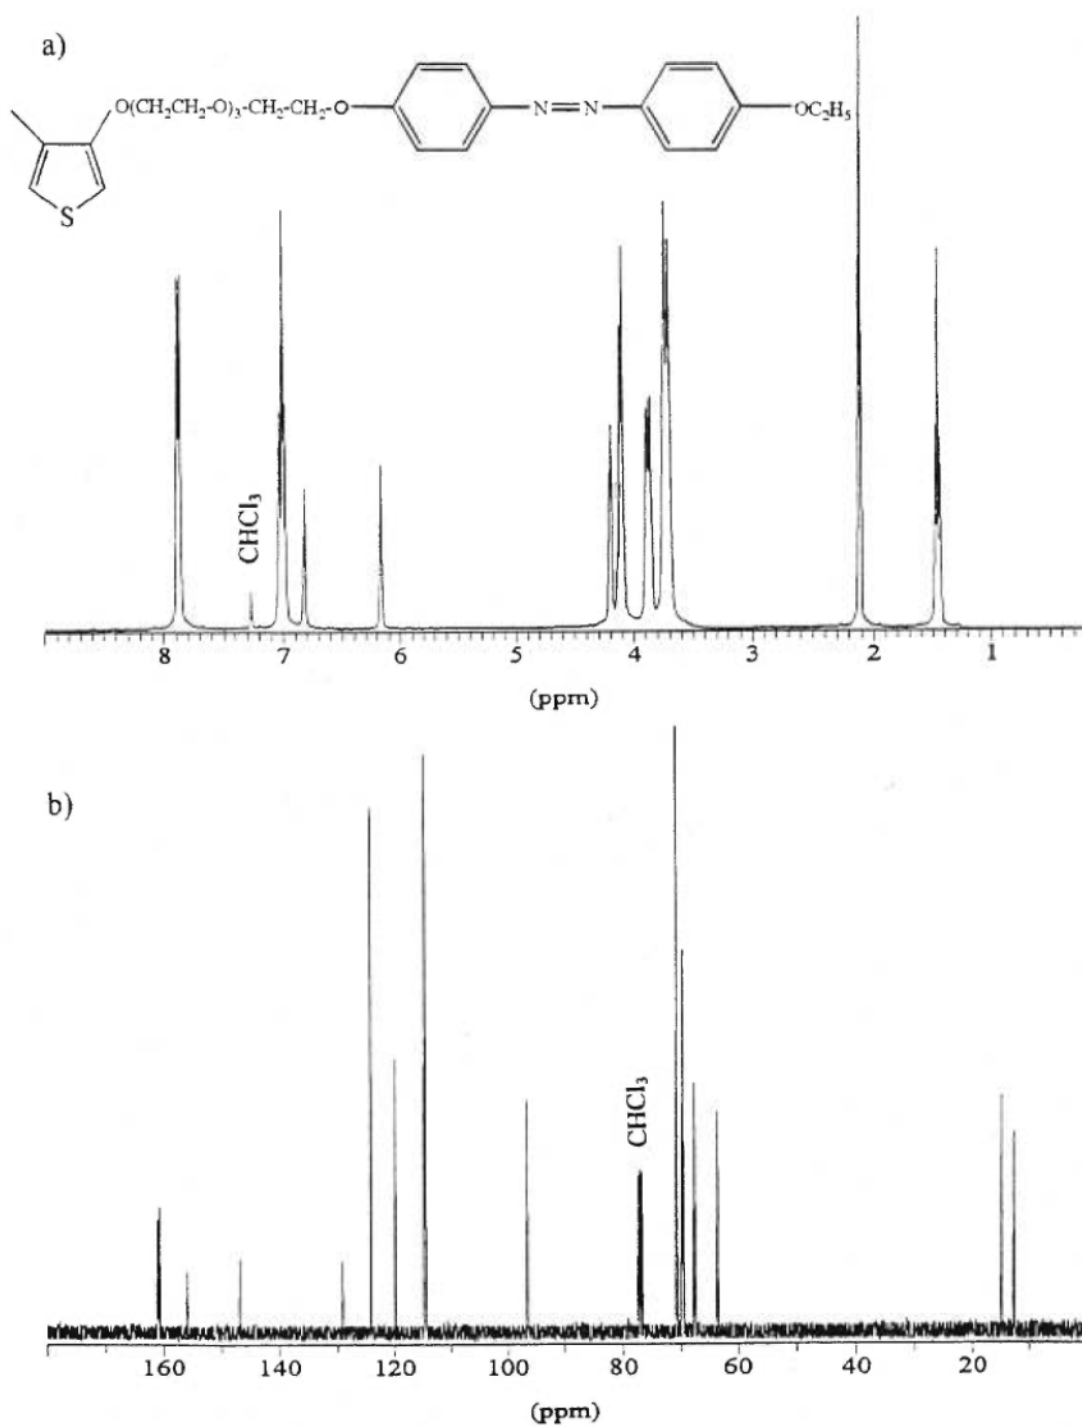 a)
O(CH₂CH₂-O)₃-CH₂-CH₂-O
N=N
OC₂H₅
S
CHCl₃
8 7 6 5 4 3 2 1
(ppm)
b)
CHCl₃
160 140 120 100 80 60 40 20
(ppm)